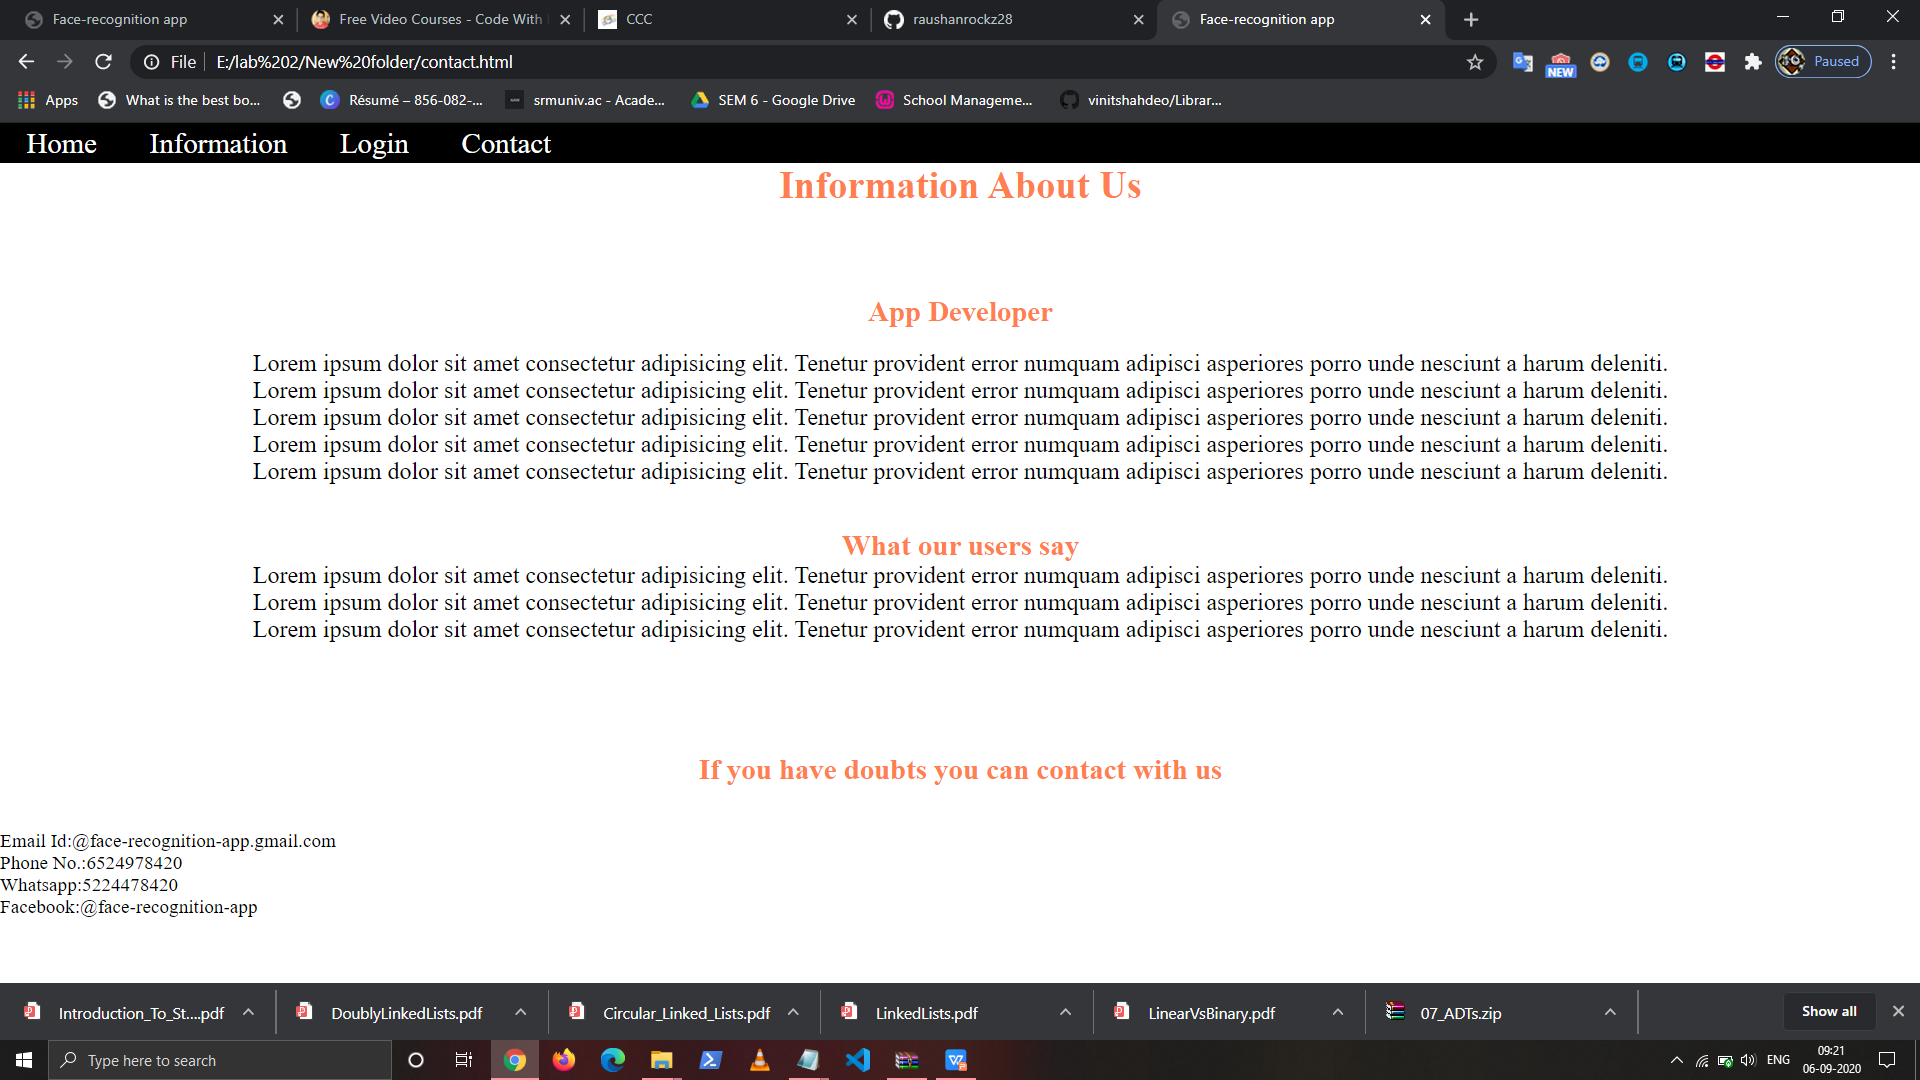 Face-recognition app
Free Video Courses - Code With
CCC
raushanrockz28
Face-recognition app
File
E:/lab%202/New%20folder/contact.html
NEW
Paused
Apps
What is the best bo...
Résumé – 856-082-...
srmuniv.ac - Acade...
SEM 6 - Google Drive
School Manageme...
vinitshahdeo/Librar...
Home Information Login Contact
Information About Us
App Developer
Lorem ipsum dolor sit amet consectetur adipisicing elit. Tenetur provident error numquam adipisci asperiores porro unde nesciunt a harum deleniti.
Lorem ipsum dolor sit amet consectetur adipisicing elit. Tenetur provident error numquam adipisci asperiores porro unde nesciunt a harum deleniti.
Lorem ipsum dolor sit amet consectetur adipisicing elit. Tenetur provident error numquam adipisci asperiores porro unde nesciunt a harum deleniti.
Lorem ipsum dolor sit amet consectetur adipisicing elit. Tenetur provident error numquam adipisci asperiores porro unde nesciunt a harum deleniti.
Lorem ipsum dolor sit amet consectetur adipisicing elit. Tenetur provident error numquam adipisci asperiores porro unde nesciunt a harum deleniti.
What our users say
Lorem ipsum dolor sit amet consectetur adipisicing elit. Tenetur provident error numquam adipisci asperiores porro unde nesciunt a harum deleniti.
Lorem ipsum dolor sit amet consectetur adipisicing elit. Tenetur provident error numquam adipisci asperiores porro unde nesciunt a harum deleniti.
Lorem ipsum dolor sit amet consectetur adipisicing elit. Tenetur provident error numquam adipisci asperiores porro unde nesciunt a harum deleniti.
If you have doubts you can contact with us
Email Id:@face-recognition-app.gmail.com
Phone No.:6524978420
Whatsapp:5224478420
Facebook:@face-recognition-app
Introduction_To_St....pdf
DoublyLinkedLists.pdf
Circular_Linked_Lists.pdf
LinkedLists.pdf
LinearVsBinary.pdf
07_ADTs.zip
Show all
Type here to search
ENG
09:21
06-09-2020